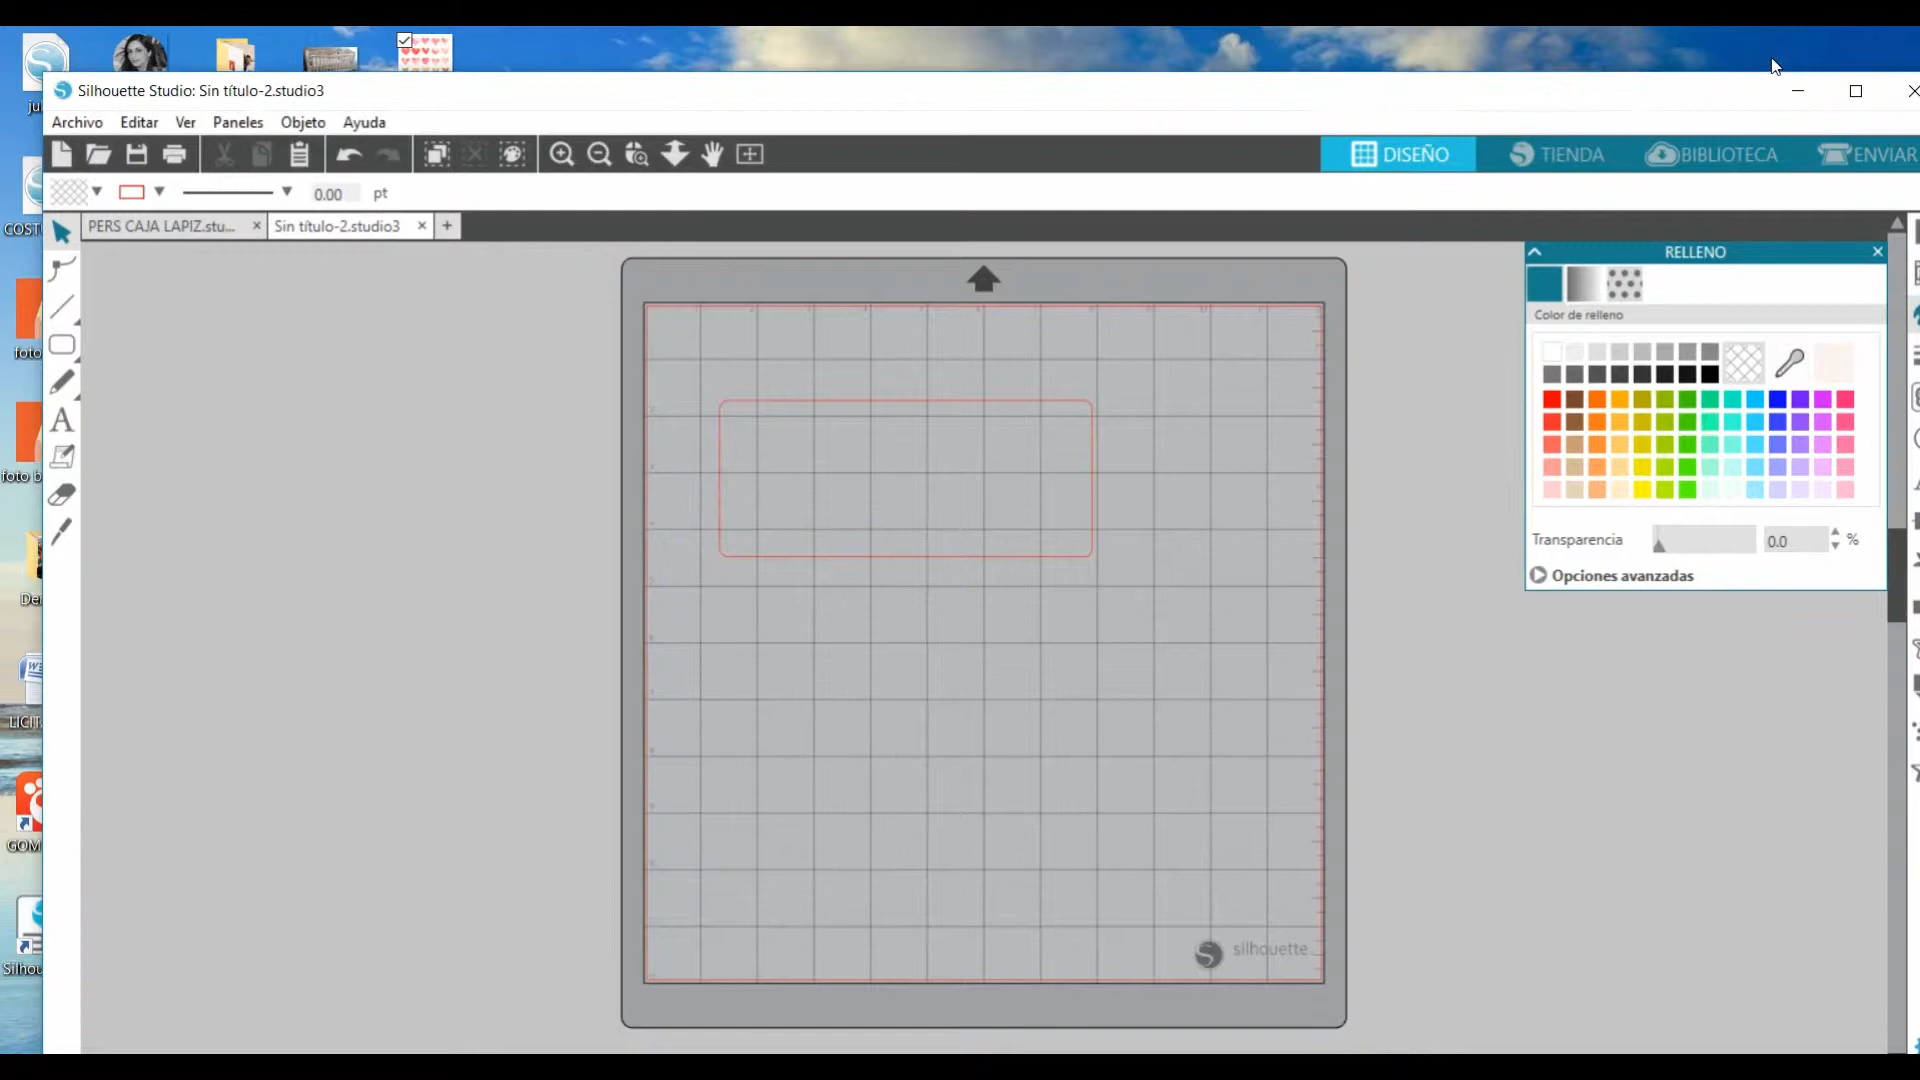 Silhouette Studio: Sin título-2.studio3
Archivo Editar Ver Paneles Objeto Ayuda
DISEÑO TIENDA BIBLIOTECA ENVIAR
0.00 pt
PERS CAJA LAPIZ.stu... Sin título-2.studio3
RELLENO
Color de relleno
Transparencia 0.0 %
Opciones avanzadas
silhouette
COST
foto
foto b
LICIT
GOM
Silhou